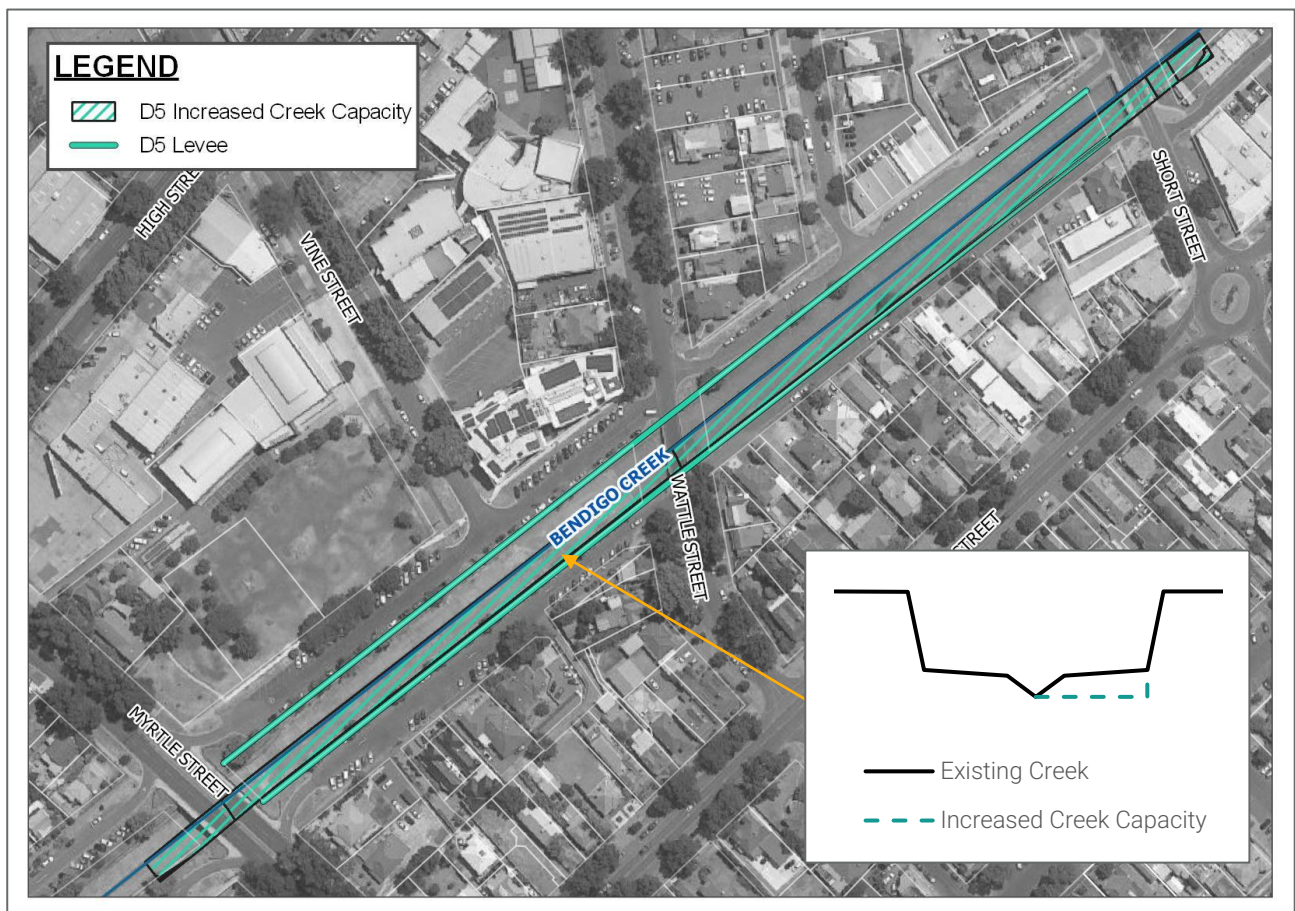 LEGEND
D5 Increased Creek Capacity
D5 Levee
HIGH STRE
VINE STREET
SHORT STREET
BENDIGO CREEK
WATTLE STREET
STREET
MYRTLE STREET
Existing Creek
Increased Creek Capacity